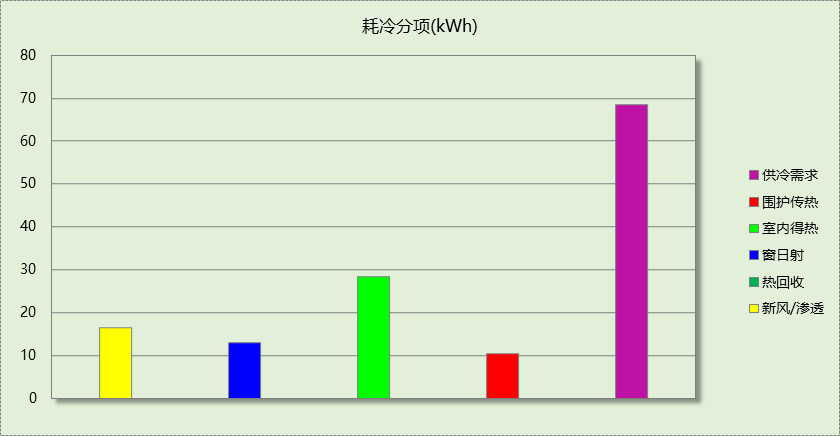 耗冷分项(kWh)
80
70
60
50
40
30
20
10
0
供冷需求
围护传热
室内得热
窗日射
热回收
新风/渗透